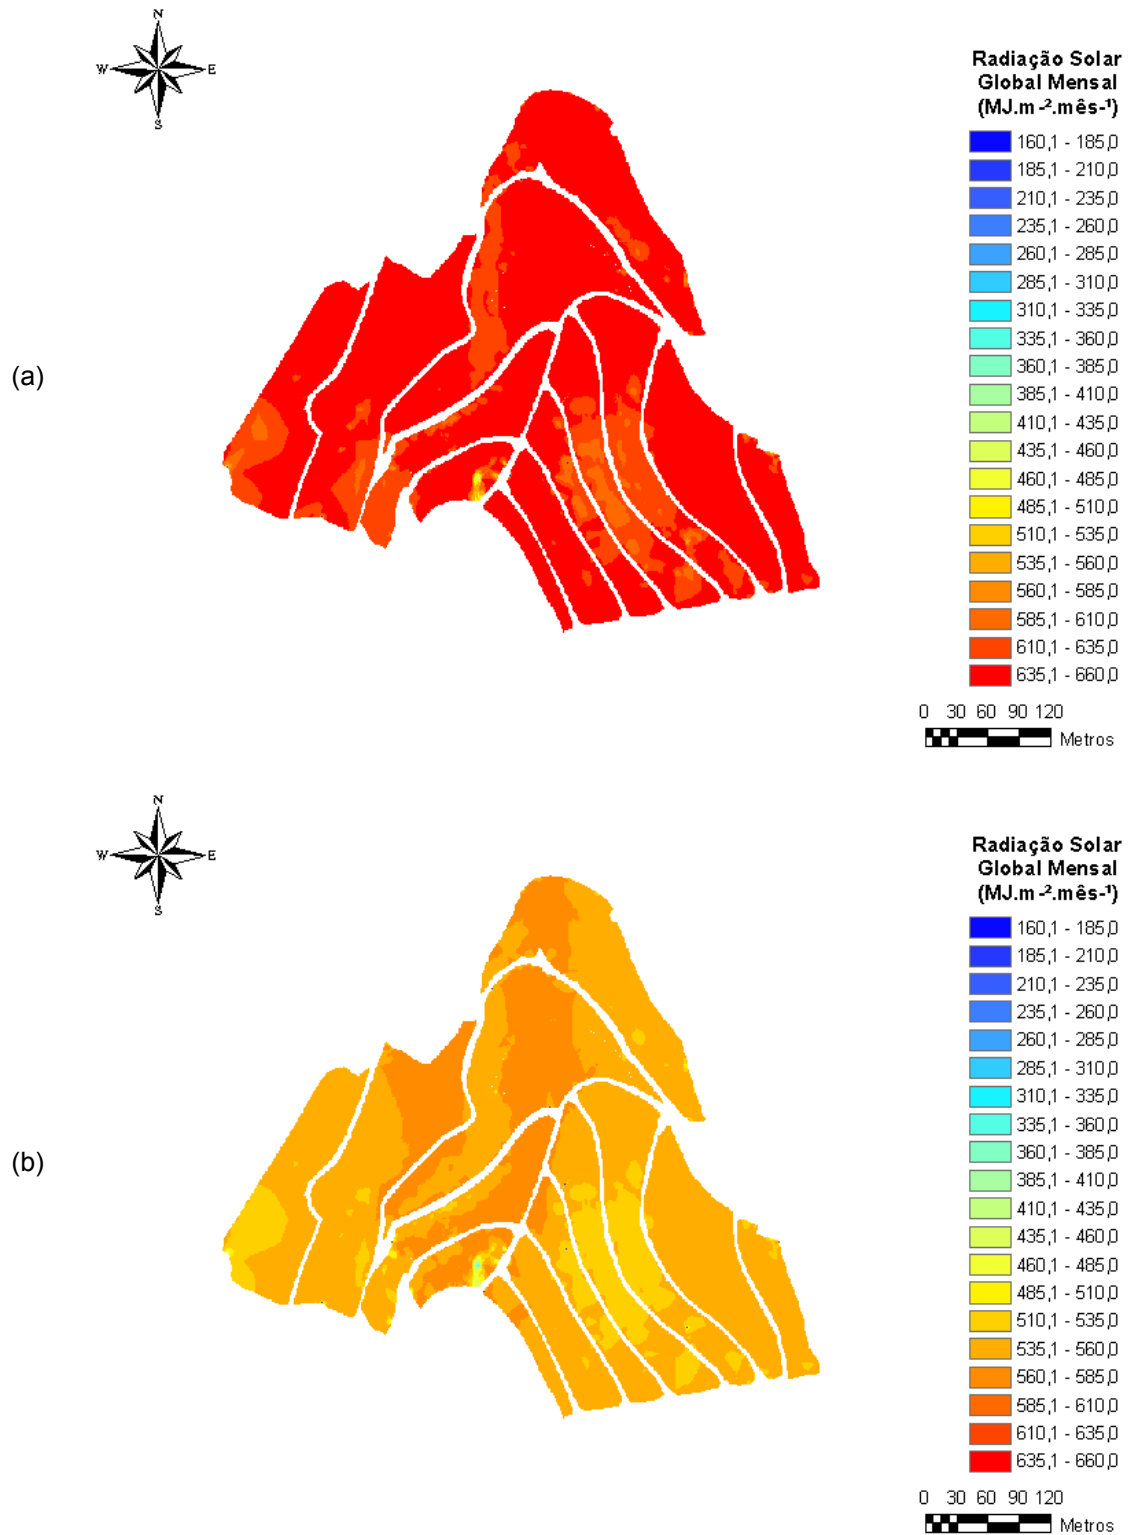 N
W E
S
Radiação Solar
Global Mensal
(MJ.m-².mês-¹)
160,1 - 185,0
185,1 - 210,0
210,1 - 235,0
235,1 - 260,0
260,1 - 285,0
285,1 - 310,0
310,1 - 335,0
335,1 - 360,0
(a)
360,1 - 385,0
385,1 - 410,0
410,1 - 435,0
435,1 - 460,0
460,1 - 485,0
485,1 - 510,0
510,1 - 535,0
535,1 - 560,0
560,1 - 585,0
585,1 - 610,0
610,1 - 635,0
635,1 - 660,0
0 30 60 90 120
Metros
N
W E
S
Radiação Solar
Global Mensal
(MJ.m-².mês-¹)
160,1 - 185,0
185,1 - 210,0
210,1 - 235,0
235,1 - 260,0
260,1 - 285,0
285,1 - 310,0
310,1 - 335,0
335,1 - 360,0
(b)
360,1 - 385,0
385,1 - 410,0
410,1 - 435,0
435,1 - 460,0
460,1 - 485,0
485,1 - 510,0
510,1 - 535,0
535,1 - 560,0
560,1 - 585,0
585,1 - 610,0
610,1 - 635,0
635,1 - 660,0
0 30 60 90 120
Metros